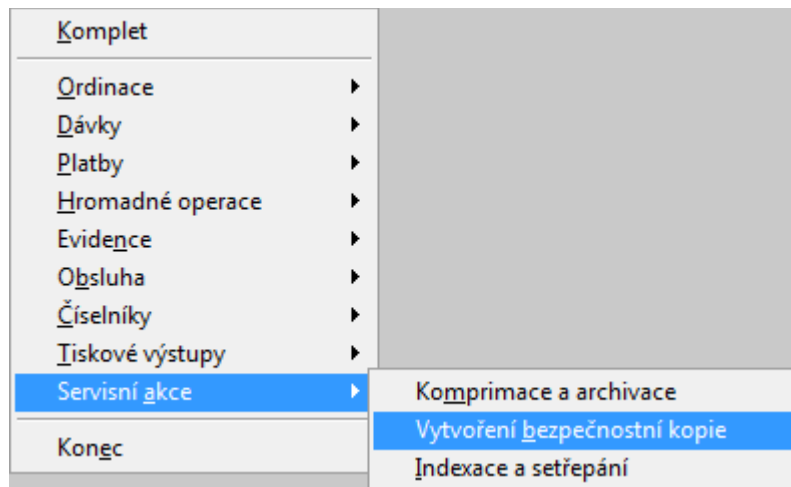 Komplet
Ordinace
Dávky
Platby
Hromadné operace
Evidence
Obsluha
Číselníky
Tiskové výstupy
Servisní akce
Komprimace a archivace
Vytvoření bezpečnostní kopie
Konec
Indexace a setřepání